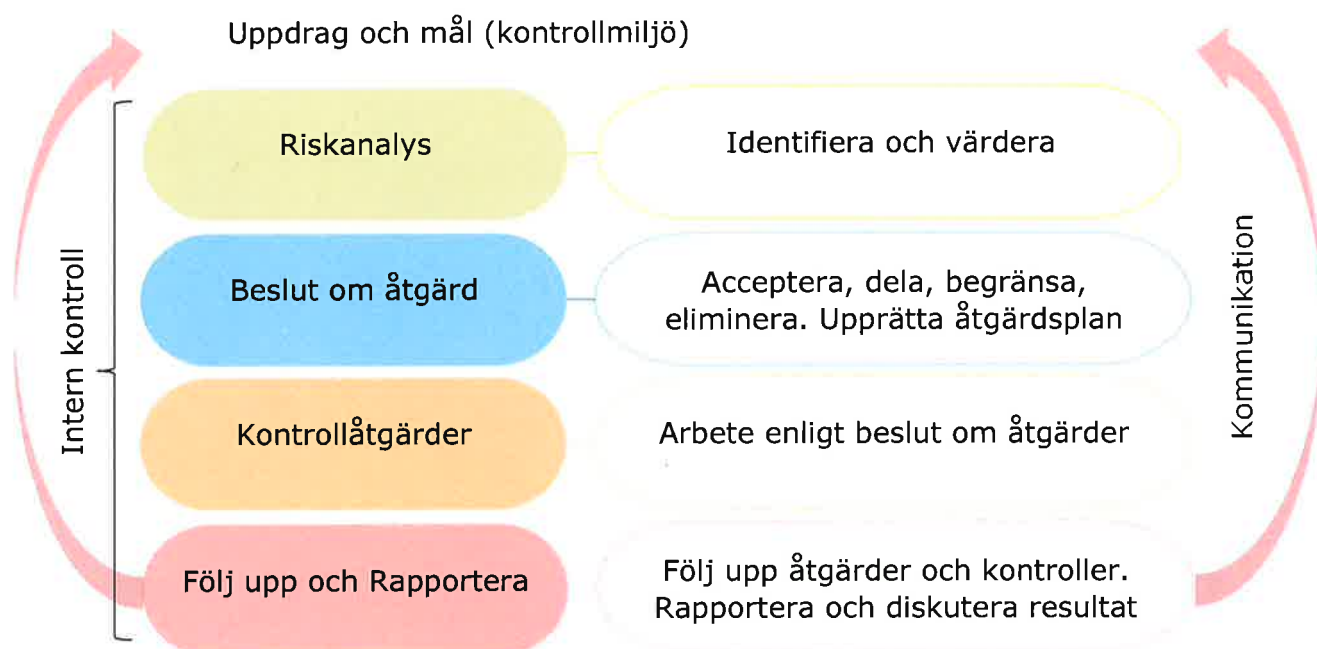 Uppdrag och mål (kontrollmiljö)
Riskanalys
Identifiera och värdera
Beslut om åtgärd
Acceptera, dela, begränsa,
eliminera. Upprätta åtgärdsplan
Kontrollåtgärder
Arbete enligt beslut om åtgärder
Följ upp och Rapportera
Följ upp åtgärder och kontroller.
Rapportera och diskutera resultat
Intern kontroll
Kommunikation